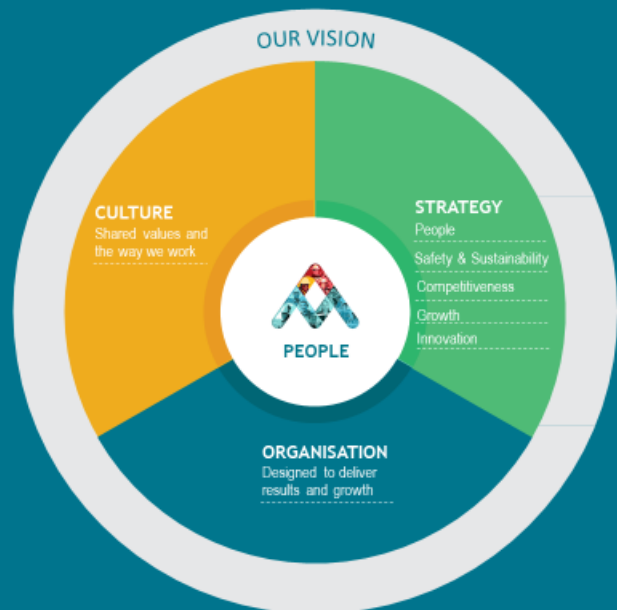 OUR VISION
CULTURE
Shared values and
the way we work
STRATEGY
People
Safety & Sustainability
Competitiveness
Growth
Innovation
PEOPLE
ORGANISATION
Designed to deliver
results and growth